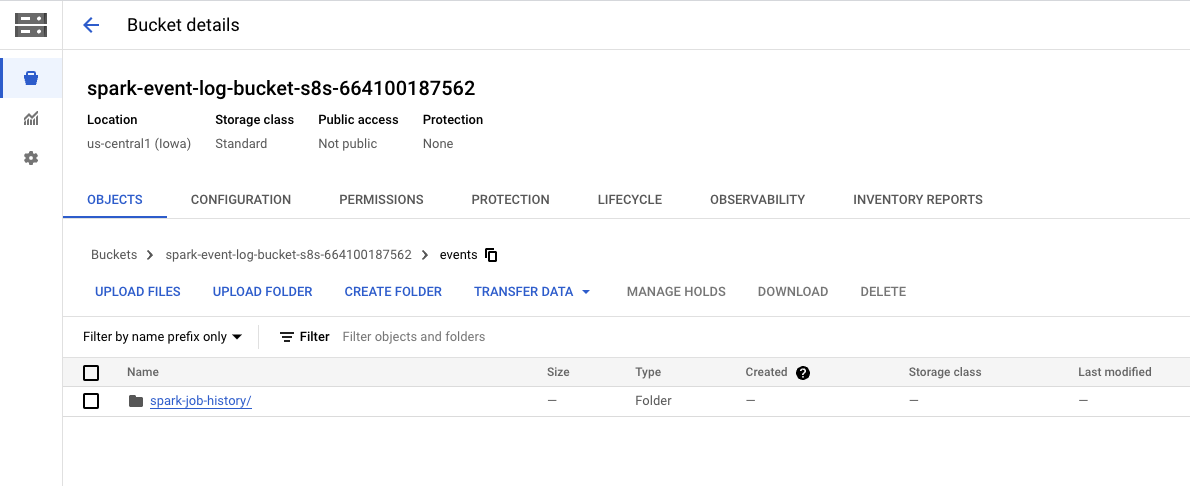 Bucket details
spark-event-log-bucket-s8s-664100187562
Location Storage class Public access Protection
us-central1 (Iowa) Standard Not public None
OBJECTS CONFIGURATION PERMISSIONS PROTECTION LIFECYCLE OBSERVABILITY INVENTORY REPORTS
Buckets > spark-event-log-bucket-s8s-664100187562 > events
UPLOAD FILES UPLOAD FOLDER CREATE FOLDER TRANSFER DATA MANAGE HOLDS DOWNLOAD DELETE
Filter by name prefix only Filter Filter objects and folders
Name Size Type Created ? Storage class Last modified
spark-job-history/ — Folder — — —